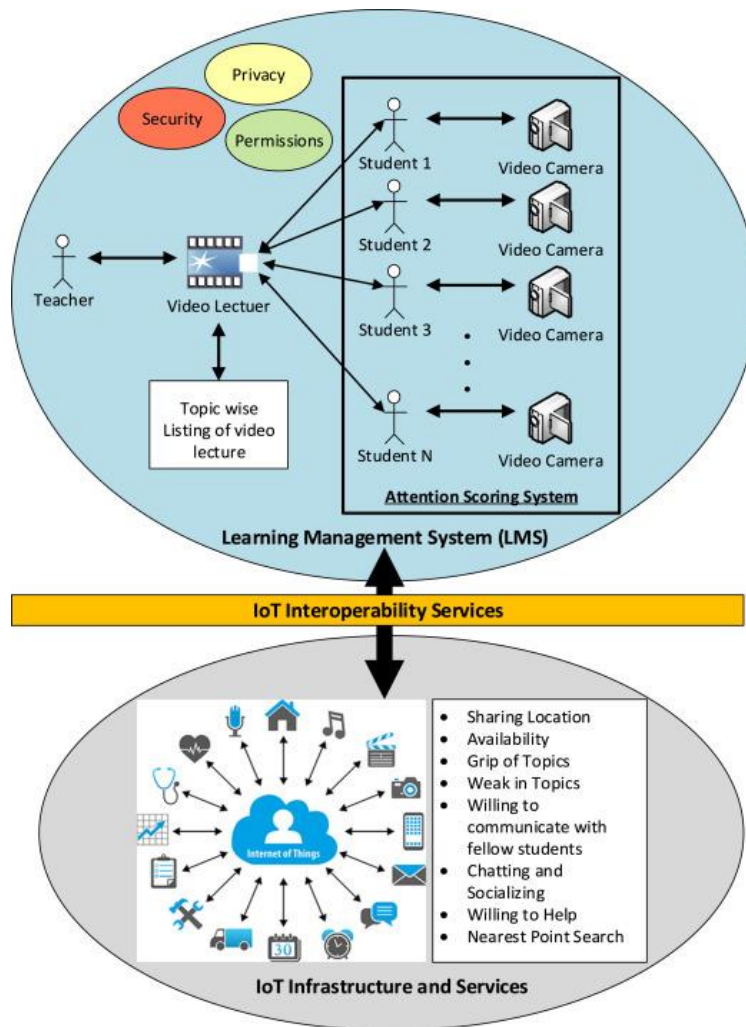 Privacy
Security
Permissions
Student 1
Video Camera
Student 2
Video Camera
Teacher
Video Lectuer
Student 3
Video Camera
Topic wise
Listing of video
lecture
Student N
Video Camera
Attention Scoring System
Learning Management System (LMS)
IoT Interoperability Services
Internet of Things
30
• Sharing Location
• Availability
• Grip of Topics
• Weak in Topics
• Willing to
communicate with
fellow students
• Chatting and
Socializing
• Willing to Help
• Nearest Point Search
IoT Infrastructure and Services